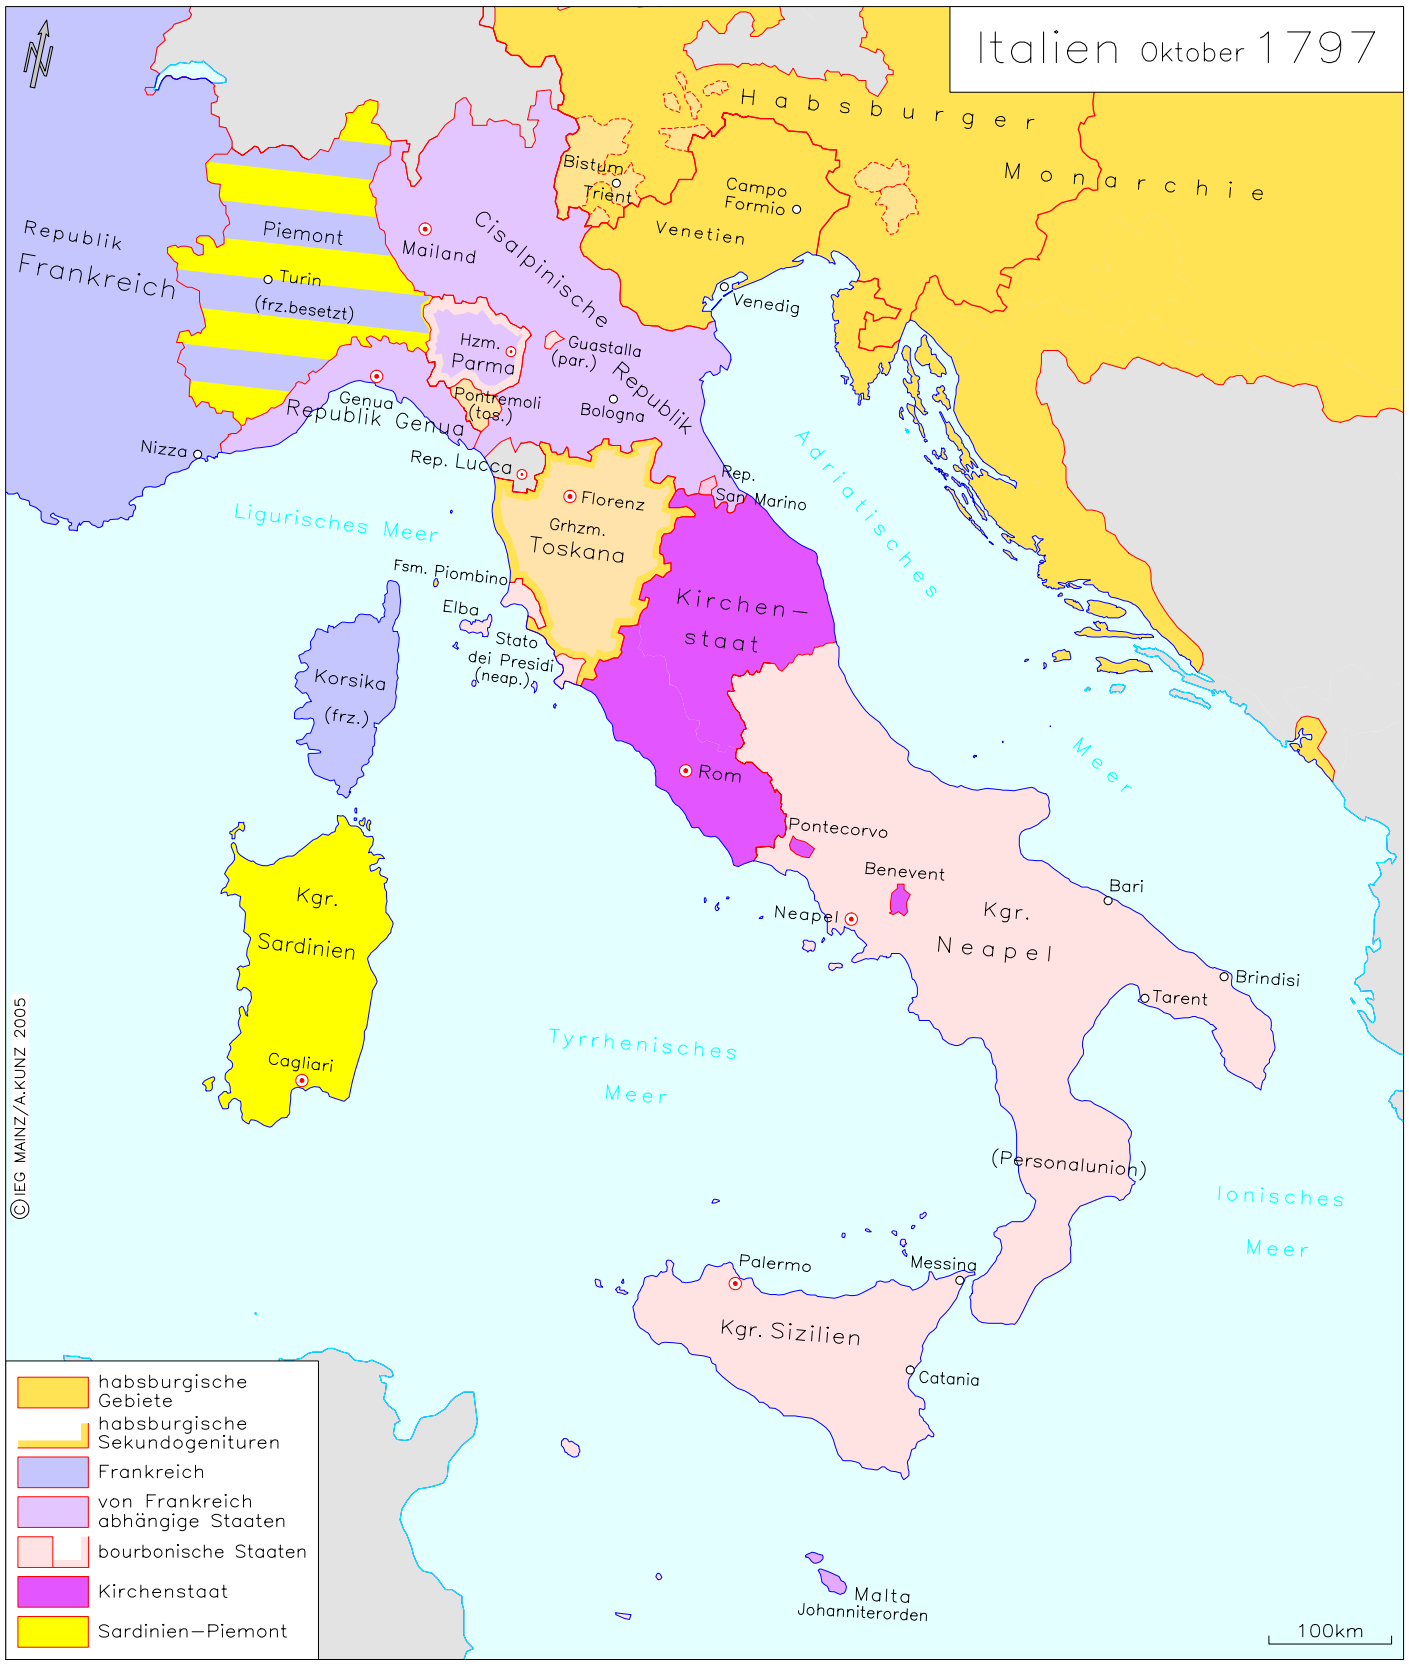 Italien Oktober 1797
Habsburger
Monarchie
Bistum
Trient
Campo
Formio
Venetien
Venedig
Republik
Frankreich
Piemont
Turin
(frz.besetzt)
Mailand
Cisalpinische
Republik
Hzm.
Parma
Guastalla
(par.)
Pontremoli
(tos.)
Bologna
Genua
Republik Genua
Nizza
Rep. Lucca
Rep.
San Marino
Florenz
Grhzm.
Toskana
Ligurisches Meer
Adriatisches
Meer
Fsm. Piombino
Elba
Stato
dei Presidi
(neap.)
Kirchen-
staat
Korsika
(frz.)
Rom
Pontecorvo
Benevent
Neapel
Kgr.
Neapel
Bari
Brindisi
Tarent
Kgr.
Sardinien
Cagliari
Tyrrhenisches
Meer
(Personalunion)
Ionisches
Meer
Palermo
Messina
Kgr. Sizilien
Catania
Malta
Johanniterorden
©IEG MAINZ/A.KUNZ 2005
habsburgische
Gebiete
habsburgische
Sekundogenituren
Frankreich
von Frankreich
abhängige Staaten
bourbonische Staaten
Kirchenstaat
Sardinien-Piemont
100km
N